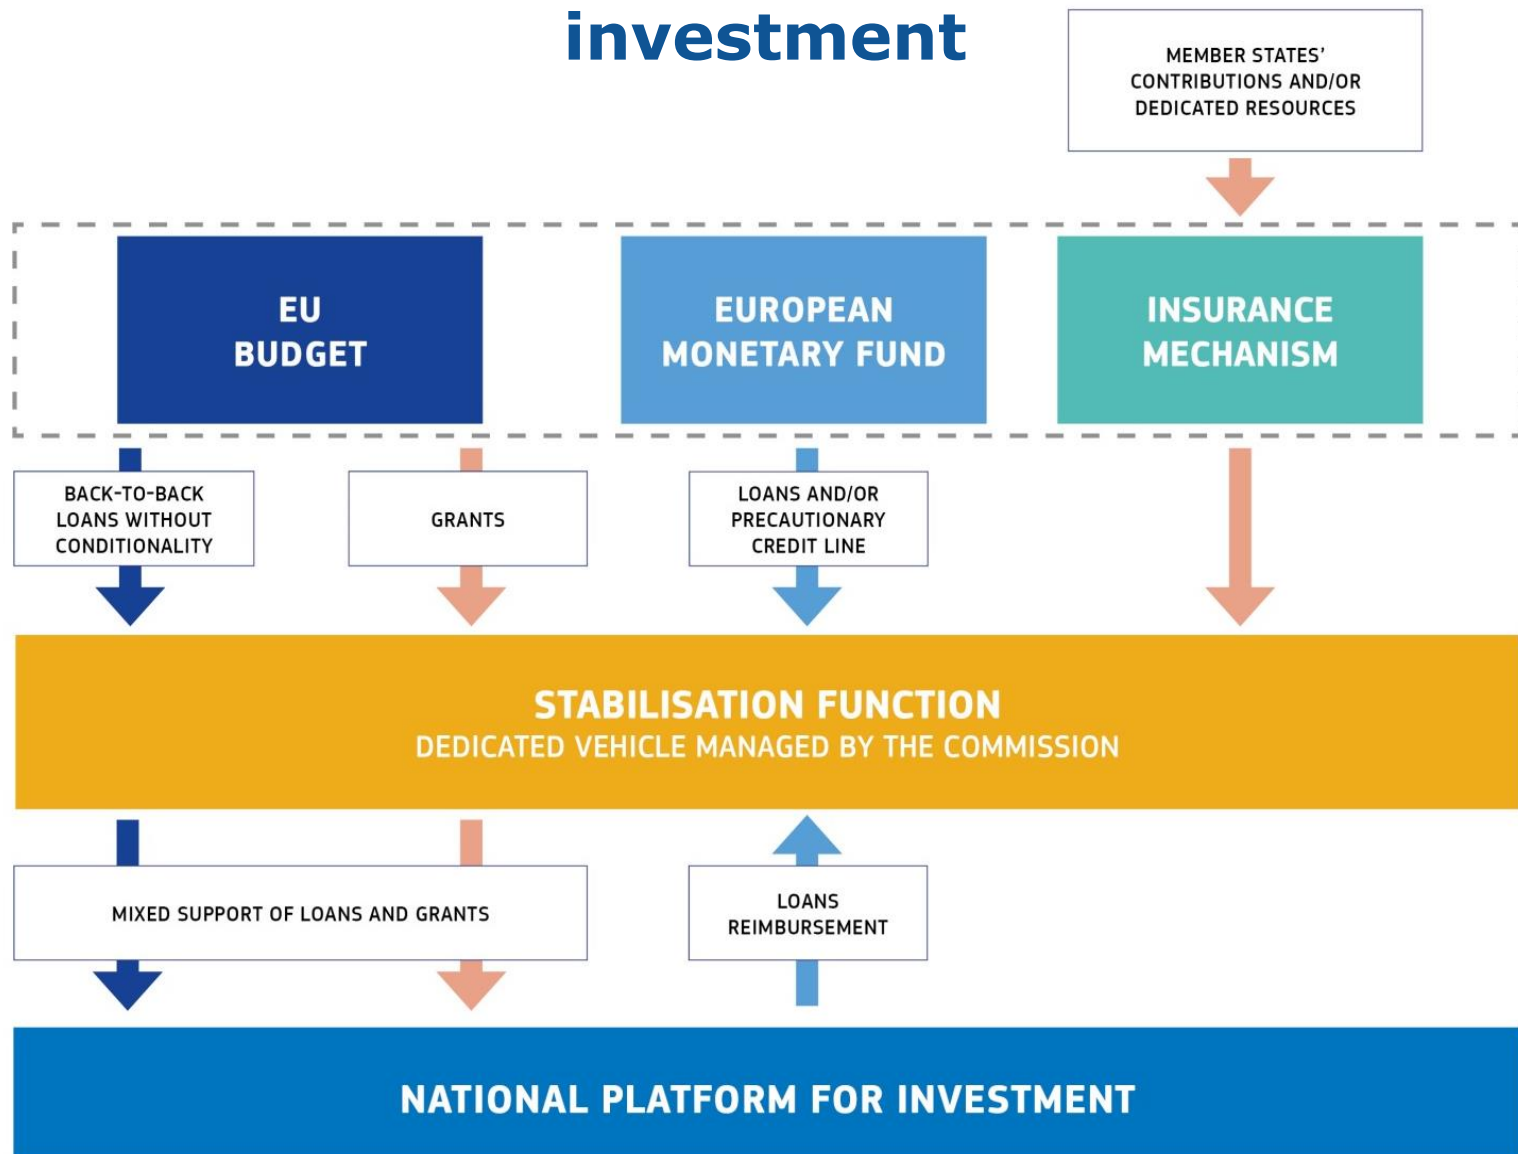 investment
MEMBER STATES'
CONTRIBUTIONS AND/OR
DEDICATED RESOURCES
EU
BUDGET
EUROPEAN
MONETARY FUND
INSURANCE
MECHANISM
BACK-TO-BACK
LOANS WITHOUT
CONDITIONALITY
GRANTS
LOANS AND/OR
PRECAUTIONARY
CREDIT LINE
STABILISATION FUNCTION
DEDICATED VEHICLE MANAGED BY THE COMMISSION
MIXED SUPPORT OF LOANS AND GRANTS
LOANS
REIMBURSEMENT
NATIONAL PLATFORM FOR INVESTMENT